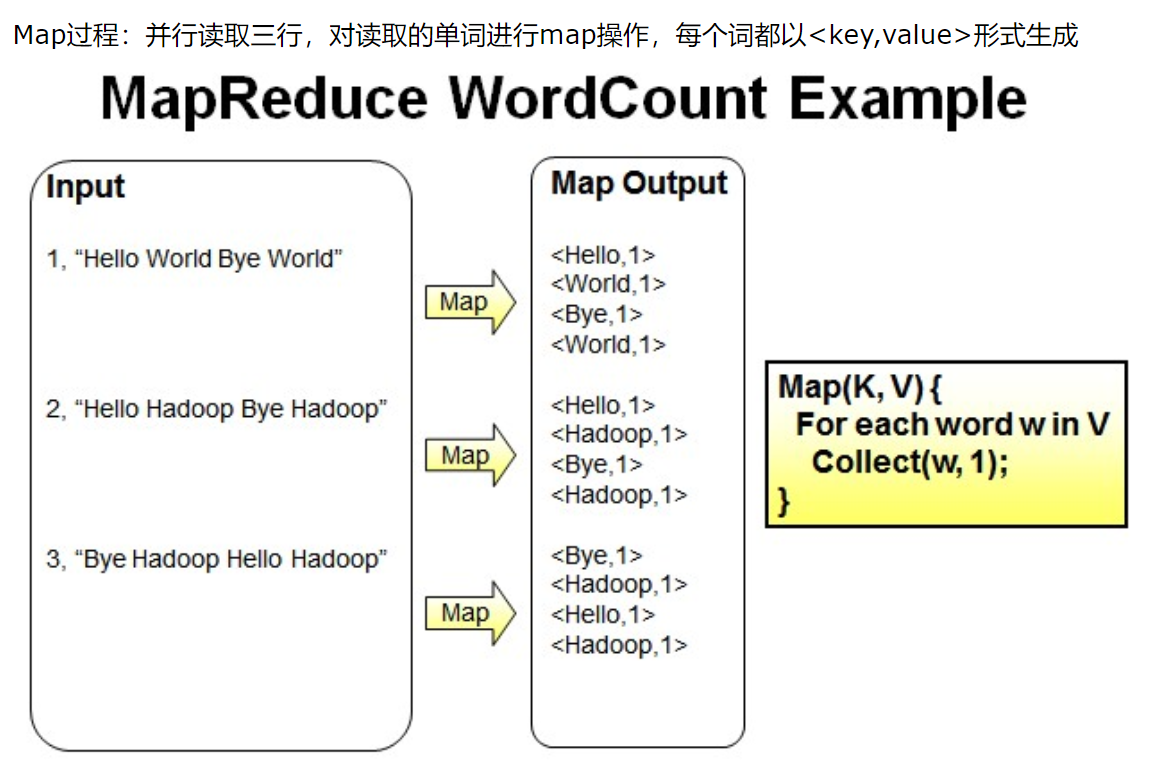 Map过程：并行读取三行，对读取的单词进行map操作，每个词都以<key,value>形式生成
MapReduce WordCount Example
Input
1, “Hello World Bye World”
2, “Hello Hadoop Bye Hadoop”
3, “Bye Hadoop Hello Hadoop”
Map
Map
Map
Map Output
<Hello,1>
<World,1>
<Bye,1>
<World,1>
<Hello,1>
<Hadoop,1>
<Bye,1>
<Hadoop,1>
<Bye,1>
<Hadoop,1>
<Hello,1>
<Hadoop,1>
Map(K, V) {
For each word w in V
Collect(w, 1);
}